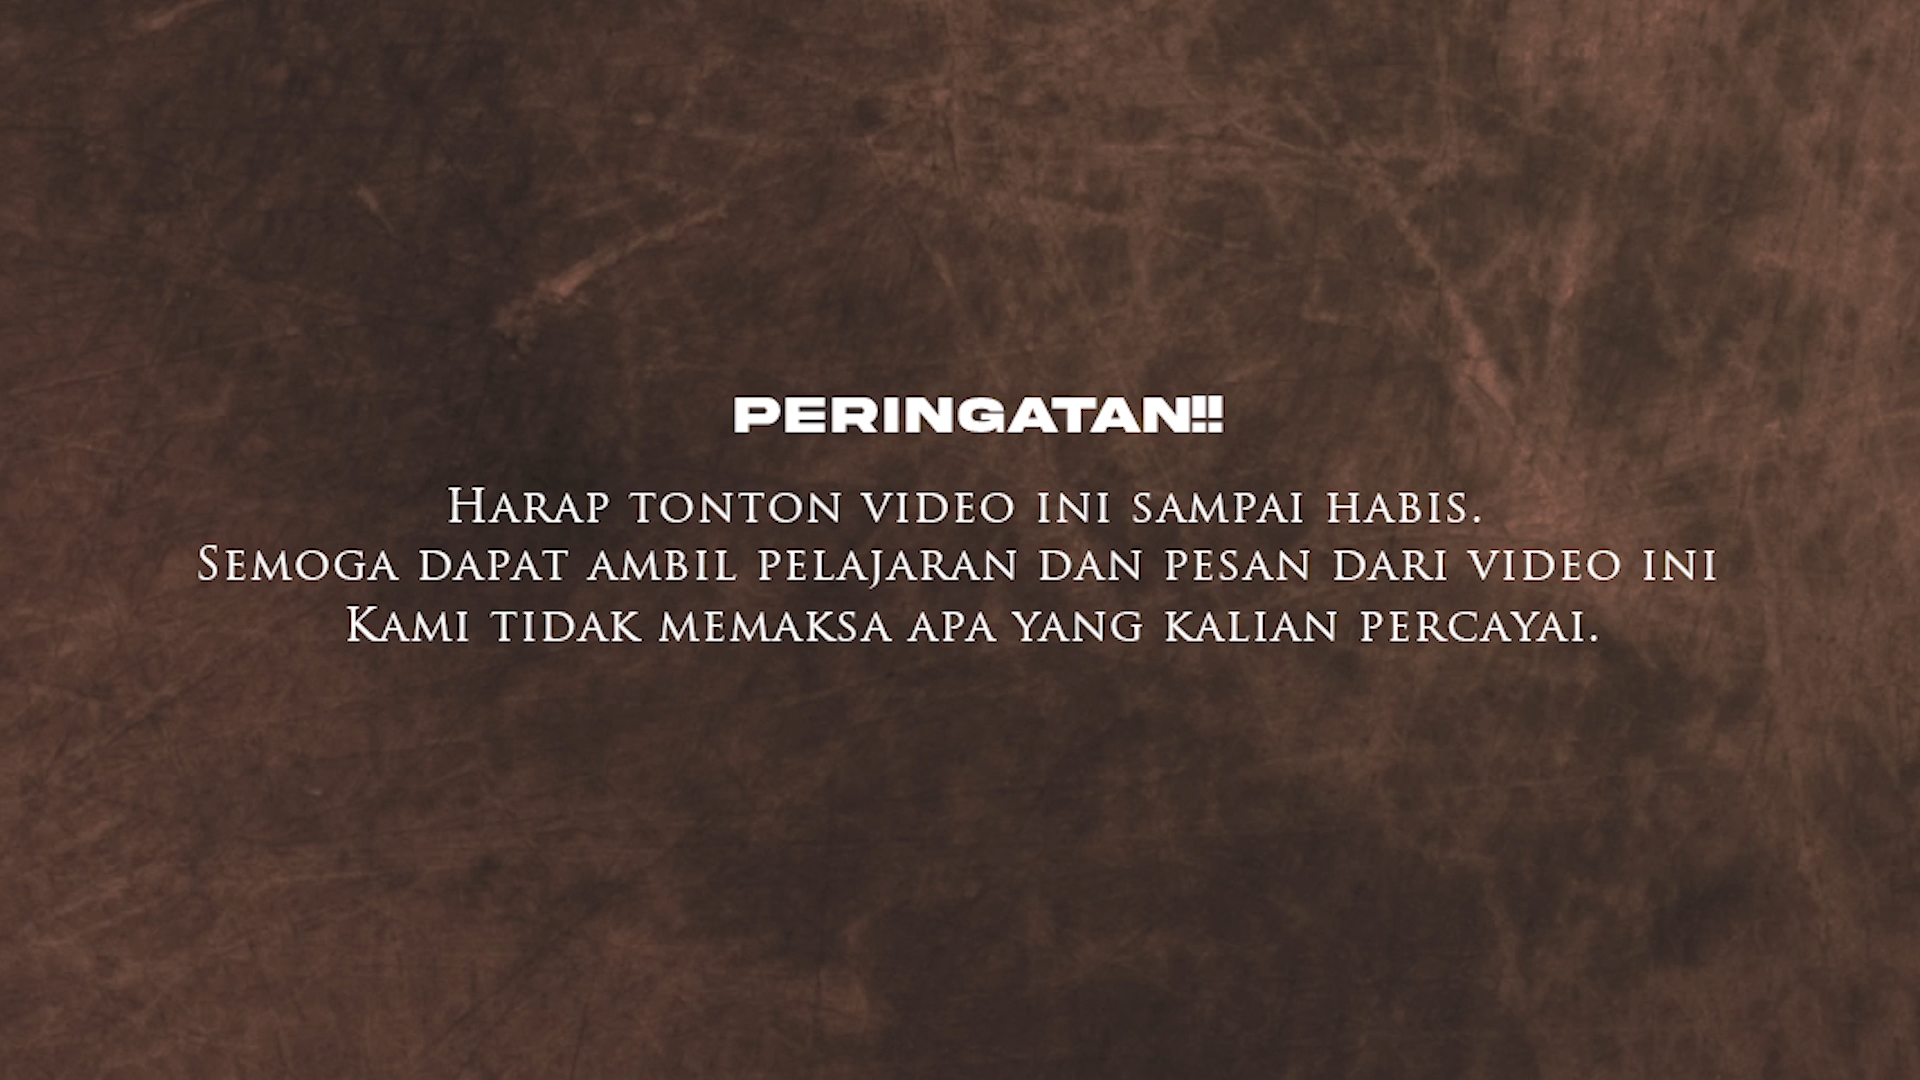 PERINGATAN!!
Harap tonton video ini sampai habis.
Semoga dapat ambil pelajaran dan pesan dari video ini
Kami tidak memaksa apa yang kalian percayai.